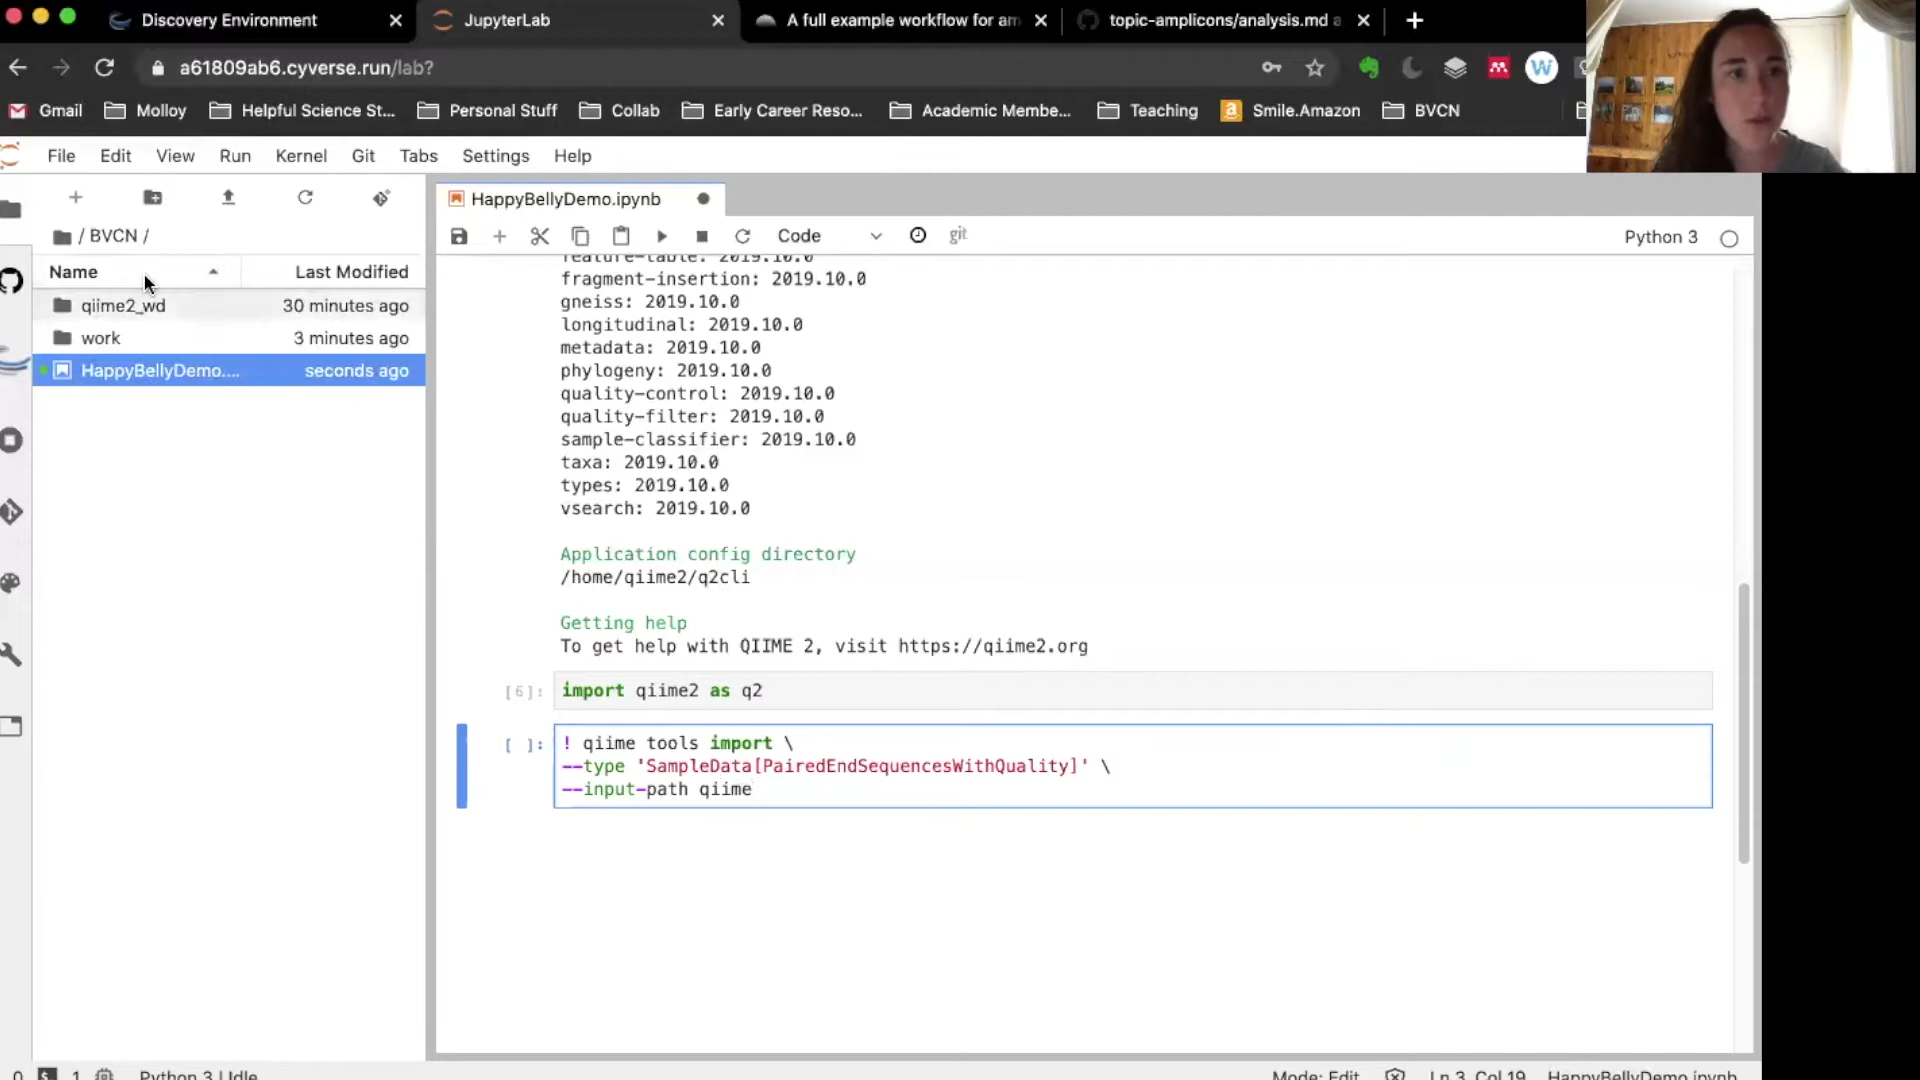 Discovery Environment
JupyterLab
A full example workflow for am
topic-amplicons/analysis.md a
a61809ab6.cyverse.run/lab?
Gmail
Molloy
Helpful Science St...
Personal Stuff
Collab
Early Career Reso...
Academic Membe...
Teaching
Smile.Amazon
BVCN
File Edit View Run Kernel Git Tabs Settings Help
/ BVCN /
Name Last Modified
qiime2_wd 30 minutes ago
work 3 minutes ago
HappyBellyDemo.... seconds ago
HappyBellyDemo.ipynb
Code
git
Python 3
feature-table: 2019.10.0
fragment-insertion: 2019.10.0
gneiss: 2019.10.0
longitudinal: 2019.10.0
metadata: 2019.10.0
phylogeny: 2019.10.0
quality-control: 2019.10.0
quality-filter: 2019.10.0
sample-classifier: 2019.10.0
taxa: 2019.10.0
types: 2019.10.0
vsearch: 2019.10.0
Application config directory
/home/qiime2/q2cli
Getting help
To get help with QIIME 2, visit https://qiime2.org
[6]: import qiime2 as q2
[ ]: ! qiime tools import \
--type 'SampleData[PairedEndSequencesWithQuality]' \
--input-path qiime
0 1 Python 3 | Idle
Mode: Edit Ln 3, Col 19 HappyBellyDemo.ipynb